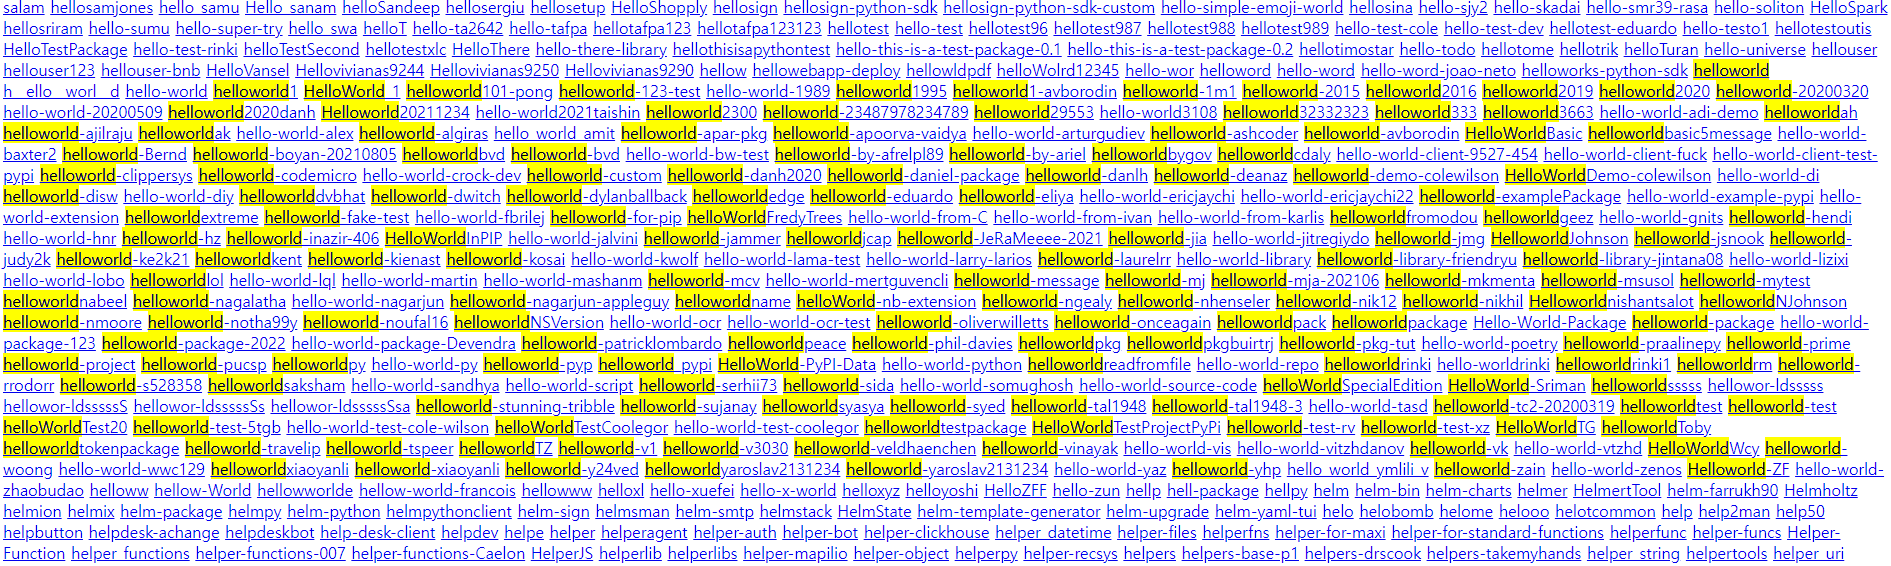 salam hellosamjones hello_samu Hello_sanam helloSandeep hellosergiu hellosetup HelloShopply hellosign hellosign-python-sdk hellosign-python-sdk-custom hello-simple-emoji-world hellosina hello-sjy2 hello-skadai hello-smr39-rasa hello-soliton HelloSpark
hellosriram hello-sumu hello-super-try hello_swa helloT hello-ta2642 hello-tafpa hellotafpa123 hellotafpa123123 hellotest hello-test hellotest96 hellotest987 hellotest988 hellotest989 hello-test-cole hello-test-dev hellotest-eduardo hello-testo1 hellotestoutis
HelloTestPackage hello-test-rinki helloTestSecond hellotestxlc HelloThere hello-there-library hellothisisapythontest hello-this-is-a-test-package-0.1 hello-this-is-a-test-package-0.2 hellotimostar hello-todo hellotome hellotrik helloTuran hello-universe hellouser
hellouser123 hellouser-bnb HelloVansel Hellovivianas9244 Hellovivianas9250 Hellovivianas9290 hellow hellowebapp-deploy hellowldpdf helloWolrd12345 hello-wor helloword hello-word hello-word-joao-neto helloworks-python-sdk helloworld
h__ello__worl__d hello-world helloworld1 HelloWorld_1 helloworld101-pong helloworld-123-test hello-world-1989 helloworld1995 helloworld1-avborodin helloworld-1m1 helloworld-2015 helloworld2016 helloworld2019 helloworld2020 helloworld-20200320
hello-world-20200509 helloworld2020danh Helloworld20211234 hello-world2021taishin helloworld2300 helloworld-23487978234789 helloworld29553 hello-world3108 helloworld32332323 helloworld333 helloworld3663 hello-world-adi-demo helloworldah
helloworld-ajilraju helloworldak hello-world-alex helloworld-algiras hello_world_amit helloworld-apar-pkg helloworld-apoorva-vaidya hello-world-arturgudiev helloworld-ashcoder helloworld-avborodin HelloWorldBasic helloworldbasic5message hello-world-
baxter2 helloworld-Bernd helloworld-boyan-20210805 helloworldbvd helloworld-bvd hello-world-bw-test helloworld-by-afrelpl89 helloworld-by-ariel helloworldbygov helloworldcdaly hello-world-client-9527-454 hello-world-client-fuck hello-world-client-test-
pypi helloworld-clippersys helloworld-codemicro hello-world-crock-dev helloworld-custom helloworld-danh2020 helloworld-daniel-package helloworld-danlh helloworld-deanaz helloworld-demo-colewilson HelloWorldDemo-colewilson hello-world-di
helloworld-disw hello-world-diy helloworlddvbhat helloworld-dwitch helloworld-dylanballback helloworldedge helloworld-eduardo helloworld-eliya hello-world-ericjaychi hello-world-ericjaychi22 helloworld-examplePackage hello-world-example-pypi hello-
world-extension helloworldextreme helloworld-fake-test hello-world-fbrilej helloworld-for-pip helloWorldFredyTrees hello-world-from-C hello-world-from-ivan hello-world-from-karlis helloworldfromodou helloworldgeez hello-world-gnits helloworld-hendi
hello-world-hnr helloworld-hz helloworld-inazir-406 HelloWorldInPIP hello-world-jalvini helloworld-jammer helloworldjcap helloworld-JeRaMeeee-2021 helloworld-jia hello-world-jitregiydo helloworld-jmg HelloworldJohnson helloworld-jsnook helloworld-
judy2k helloworld-ke2k21 helloworldkent helloworld-kienast helloworld-kosai hello-world-kwolf hello-world-lama-test hello-world-larry-larios helloworld-laurelrr hello-world-library helloworld-library-friendryu helloworld-library-jintana08 hello-world-lizixi
hello-world-lobo helloworldlol hello-world-lql hello-world-martin hello-world-mashanm helloworld-mcv hello-world-mertguvencli helloworld-message helloworld-mj helloworld-mja-202106 helloworld-mkmenta helloworld-msusol helloworld-mytest
helloworldnabeel helloworld-nagalatha hello-world-nagarjun helloworld-nagarjun-appleguy helloworldname helloWorld-nb-extension helloworld-ngealy helloworld-nhenseler helloworld-nik12 helloworld-nikhil Helloworldnishantsalot helloworldNJohnson
helloworld-nmoore helloworld-notha99y helloworld-noufal16 helloworldNSVersion hello-world-ocr hello-world-ocr-test helloworld-oliverwilletts helloworld-onceagain helloworldpack helloworldpackage Hello-World-Package helloworld-package hello-world-
package-123 helloworld-package-2022 hello-world-package-Devendra helloworld-patricklombardo helloworldpeace helloworld-phil-davies helloworldpkg helloworldpkgbuirtrj helloworld-pkg-tut hello-world-poetry helloworld-praalinepy helloworld-prime
helloworld-project helloworld-pucsp helloworldpy hello-world-py helloworld-pyp helloworld_pypi HelloWorld-PyPI-Data hello-world-python helloworldreadfromfile hello-world-repo helloworldrinki hello-worldrinki helloworldrinki1 helloworldrm helloworld-
rrodorr helloworld-s528358 helloworldsaksham hello-world-sandhya hello-world-script helloworld-serhii73 helloworld-sida hello-world-somughosh hello-world-source-code helloWorldSpecialEdition HelloWorld-Sriman helloworldsssss hellowor-ldsssss
hellowor-ldsssssS hellowor-ldsssssSs hellowor-ldsssssSsa helloworld-stunning-tribble helloworld-sujanay helloworldsyasya helloworld-syed helloworld-tal1948 helloworld-tal1948-3 hello-world-tasd helloworld-tc2-20200319 helloworldtest helloworld-test
helloWorldTest20 helloworld-test-5tgb hello-world-test-cole-wilson helloWorldTestCoolegor hello-world-test-coolegor helloworldtestpackage HelloWorldTestProjectPyPi helloworld-test-rv helloworld-test-xz HelloWorldTG helloworldToby
helloworldtokenpackage helloworld-travelip helloworld-tspeer helloworldTZ helloworld-v1 helloworld-v3030 helloworld-veldhaenchen helloworld-vinayak hello-world-vis hello-world-vitzhdanov helloworld-vk hello-world-vtzhd HelloWorldWcy helloworld-
woong hello-world-wwc129 helloworldxiaoyanli helloworld-xiaoyanli helloworld-y24ved helloworldyaroslav2131234 helloworld-yaroslav2131234 hello-world-yaz helloworld-yhp hello_world_ymlili_v helloworld-zain hello-world-zenos Helloworld-ZF hello-world-
zhaobudao helloww hellow-World hellowworlde hellow-world-francois hellowww helloxl hello-xuefei hello-x-world helloxyz helloyoshi HelloZFF hello-zun hellp hell-package hellpy helm helm-bin helm-charts helmer HelmertTool helm-farrukh90 Helmholtz
helmion helmix helm-package helmpy helm-python helmpythonclient helm-sign helmsman helm-smtp helmstack HelmState helm-template-generator helm-upgrade helm-yaml-tui helo helobomb helome helooo helotcommon help help2man help50
helpbutton helpdesk-achange helpdeskbot help-desk-client helpdev helpe helper helperagent helper-auth helper-bot helper-clickhouse helper_datetime helper-files helperfns helper-for-maxi helper-for-standard-functions helperfunc helper-funcs Helper-
Function helper_functions helper-functions-007 helper-functions-Caelon HelperJS helperlib helperlibs helper-mapilio helper-object helperpy helper-recsys helpers helpers-base-p1 helpers-drscook helpers-takemyhands helper_string helpertools helper_uri